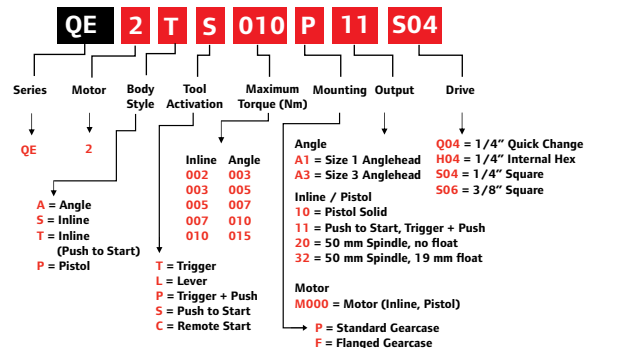 QE 2 T S 010 P 11 S04
Series Motor Body Style Tool Activation Maximum Torque (Nm) Mounting Output Drive
QE
2
A = Angle
S = Inline
T = Inline
(Push to Start)
P = Pistol
T = Trigger
L = Lever
P = Trigger + Push
S = Push to Start
C = Remote Start
Inline Angle
002 003
003 005
005 007
007 010
010 015
Angle
A1 = Size 1 Anglehead
A3 = Size 3 Anglehead
Inline / Pistol
10 = Pistol Solid
11 = Push to Start, Trigger + Push
20 = 50 mm Spindle, no float
32 = 50 mm Spindle, 19 mm float
Motor
M000 = Motor (Inline, Pistol)
P = Standard Gearcase
F = Flanged Gearcase
Q04 = 1/4” Quick Change
H04 = 1/4” Internal Hex
S04 = 1/4” Square
S06 = 3/8” Square